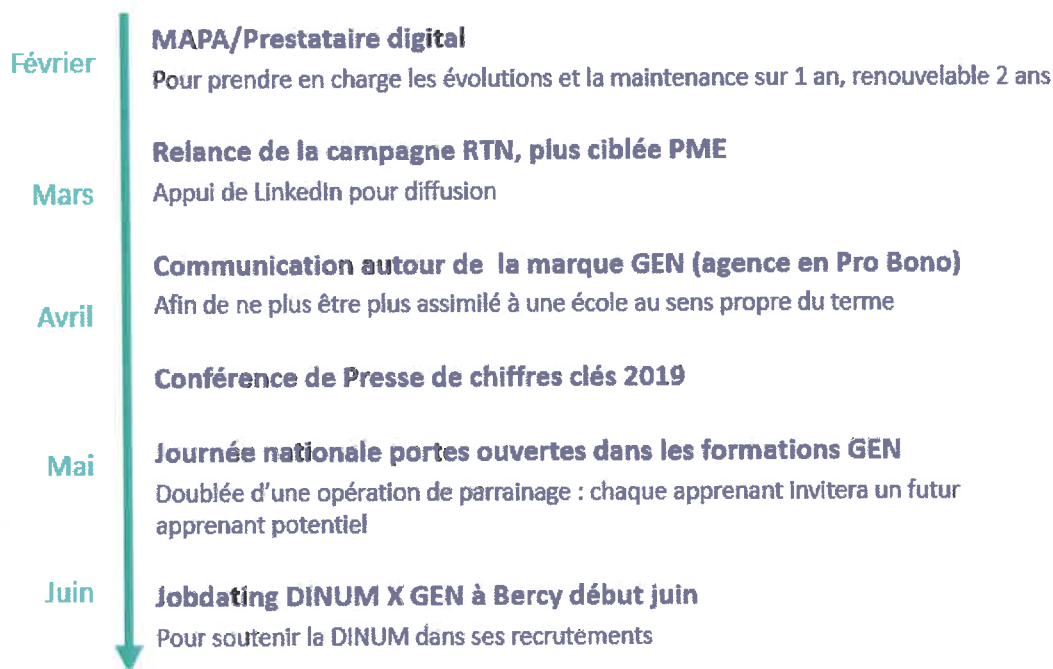 Février
MAPA/Prestataire digital
Pour prendre en charge les évolutions et la maintenance sur 1 an, renouvelable 2 ans
Mars
Relance de la campagne RTN, plus ciblée PME
Appui de LinkedIn pour diffusion
Avril
Communication autour de la marque GEN (agence en Pro Bono)
Afin de ne plus être plus assimilé à une école au sens propre du terme
Conférence de Presse de chiffres clés 2019
Mai
Journée nationale portes ouvertes dans les formations GEN
Doublée d'une opération de parrainage : chaque apprenant invitera un futur
apprenant potentiel
Juin
Jobdating DINUM X GEN à Bercy début juin
Pour soutenir la DINUM dans ses recrutements